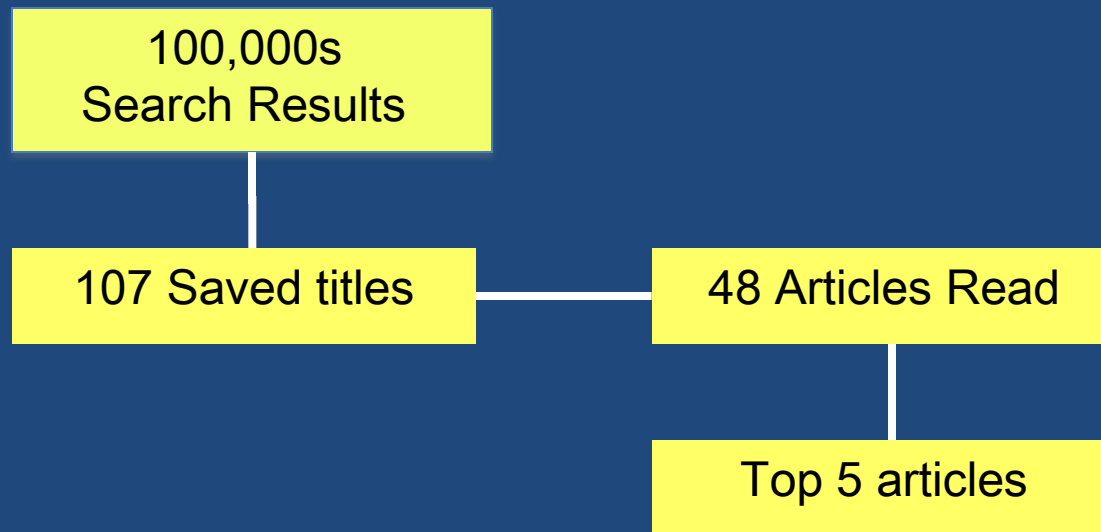 100,000s
Search Results
107 Saved titles
48 Articles Read
Top 5 articles